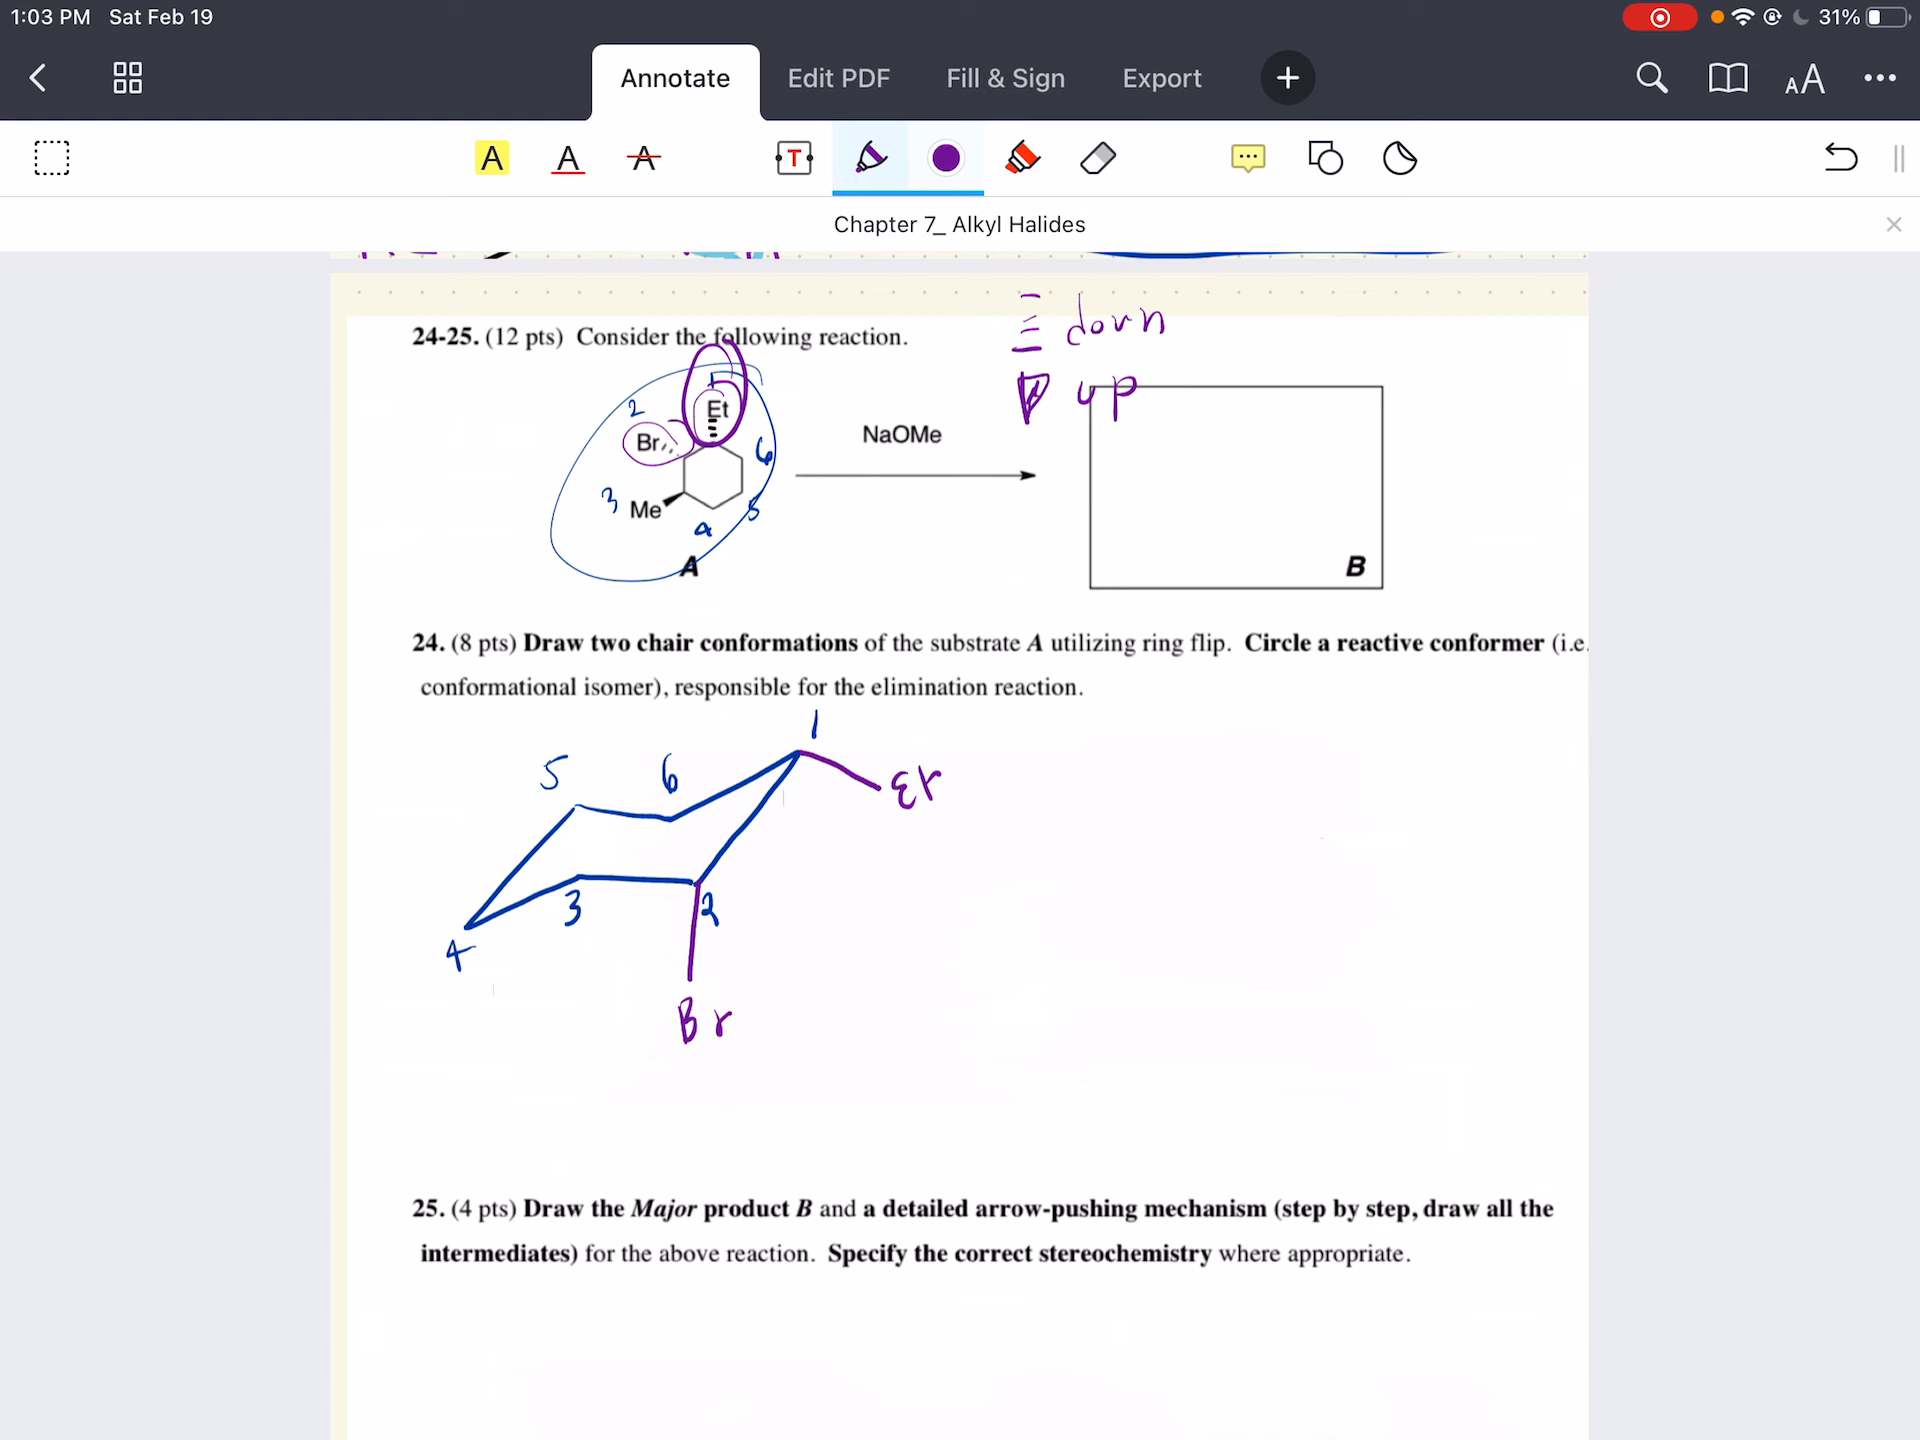 1:03 PM Sat Feb 19
31%
Annotate Edit PDF Fill & Sign Export
AA
A A A T
Chapter 7_ Alkyl Halides
24-25. (12 pts) Consider the following reaction.
down
up
1
2
Et
Br
6
NaOMe
3
Me
5
4
A
B
24. (8 pts) Draw two chair conformations of the substrate A utilizing ring flip. Circle a reactive conformer (i.e.
conformational isomer), responsible for the elimination reaction.
1
5 6
Et
3 2
4
Br
25. (4 pts) Draw the Major product B and a detailed arrow-pushing mechanism (step by step, draw all the
intermediates) for the above reaction. Specify the correct stereochemistry where appropriate.